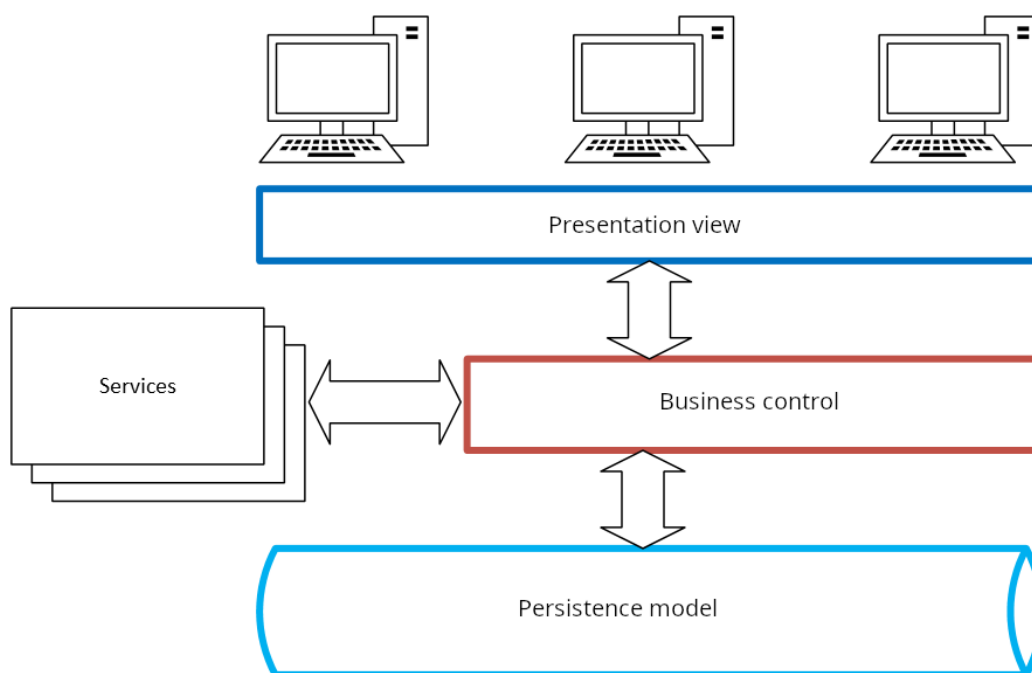 Presentation view
Services
Business control
Persistence model